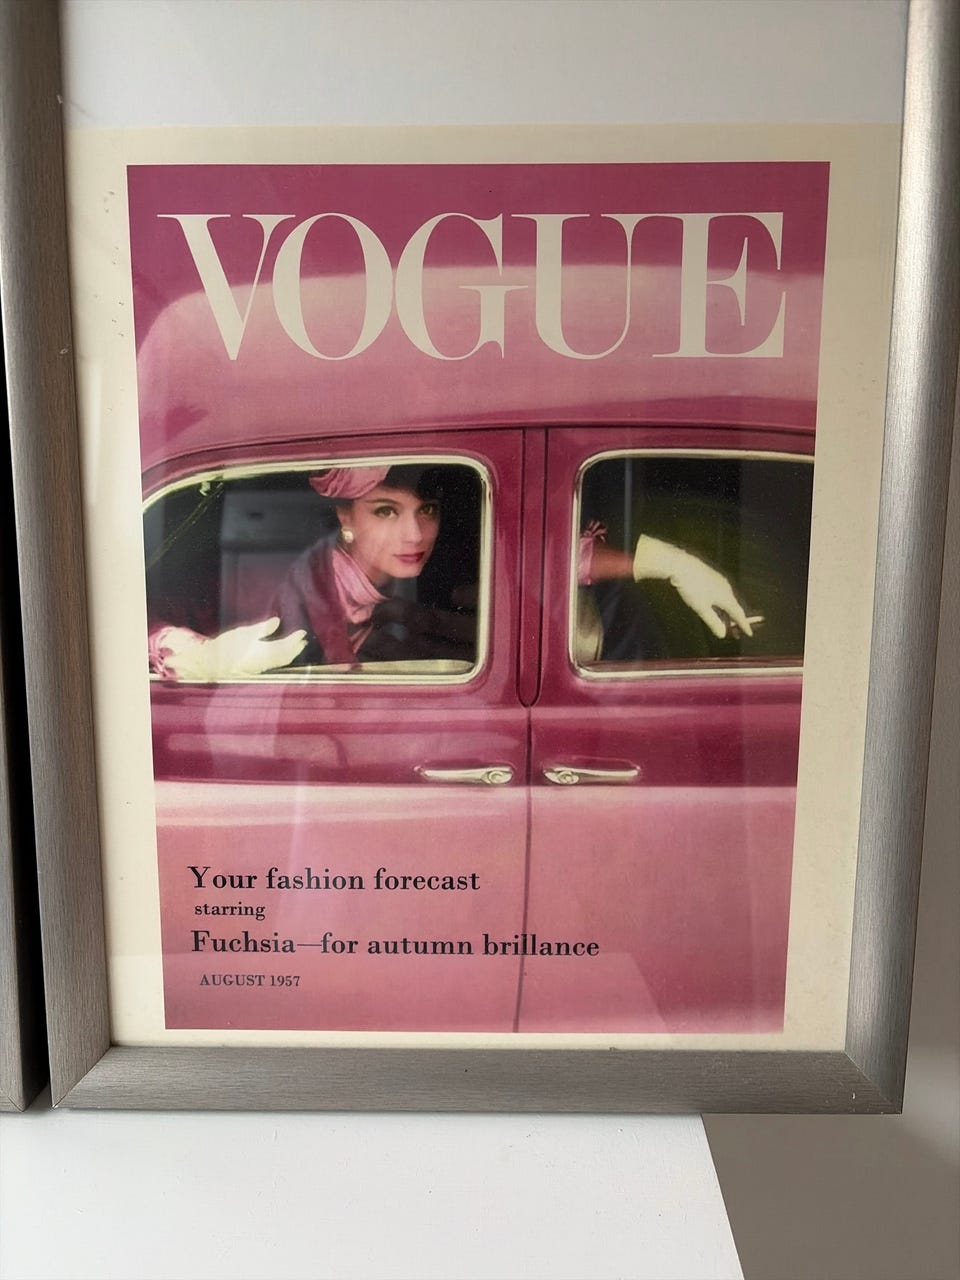 VOGUE
Your fashion forecast
starring
Fuchsia—for autumn brillance
AUGUST 1957